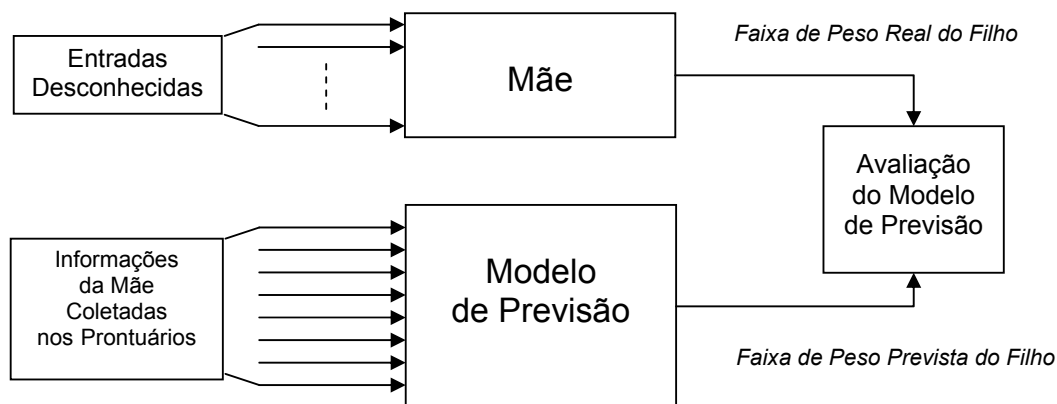 Entradas
Desconhecidas
Mãe
Faixa de Peso Real do Filho
Avaliação
do Modelo
de Previsão
Informações
da Mãe
Coletadas
nos Prontuários
Modelo
de Previsão
Faixa de Peso Prevista do Filho